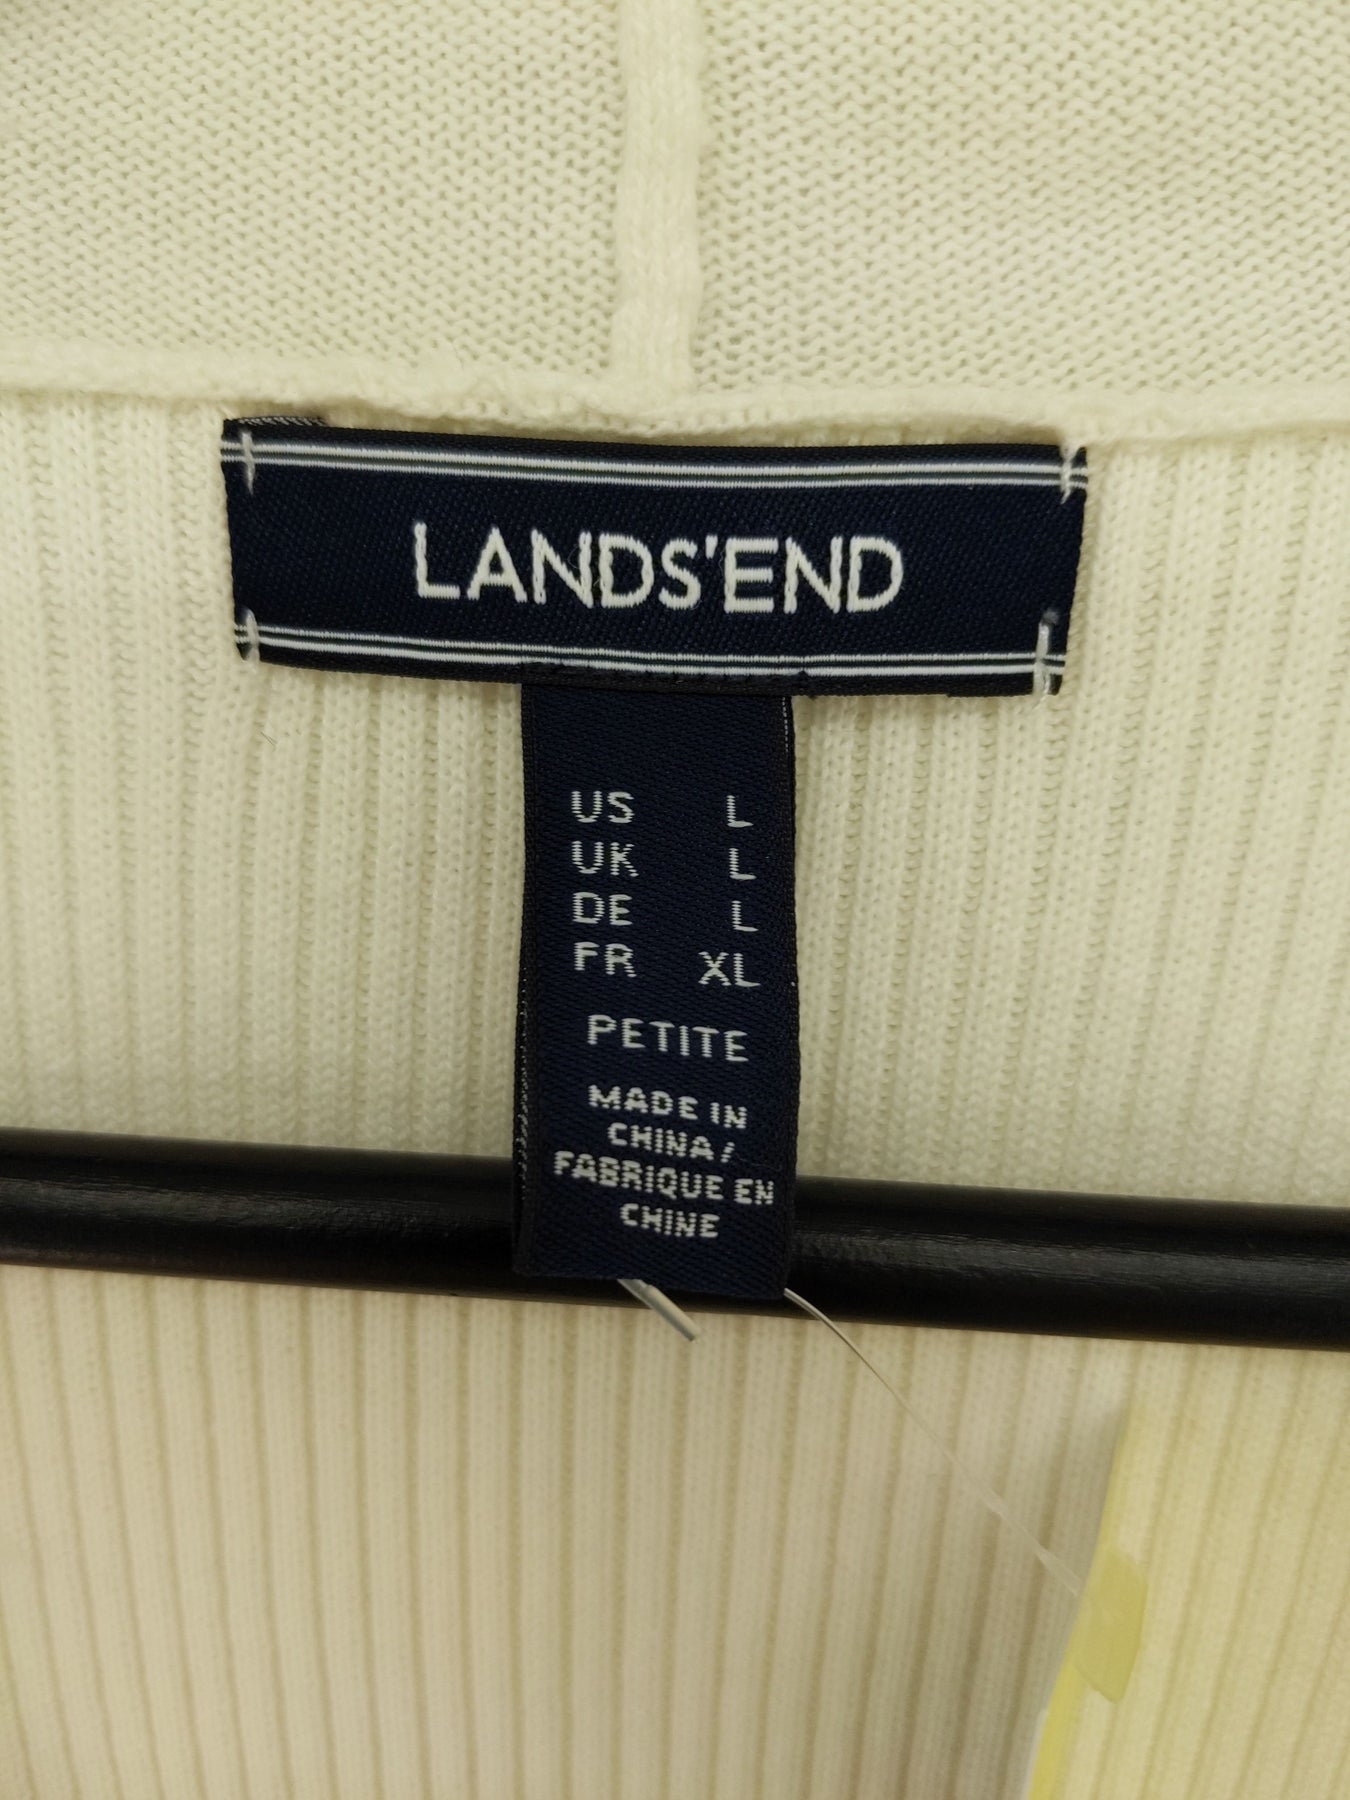 LANDS'END
US L
UK L
DE L
FR XL
PETITE
MADE IN
CHINA/
FABRIQUE EN
CHINE